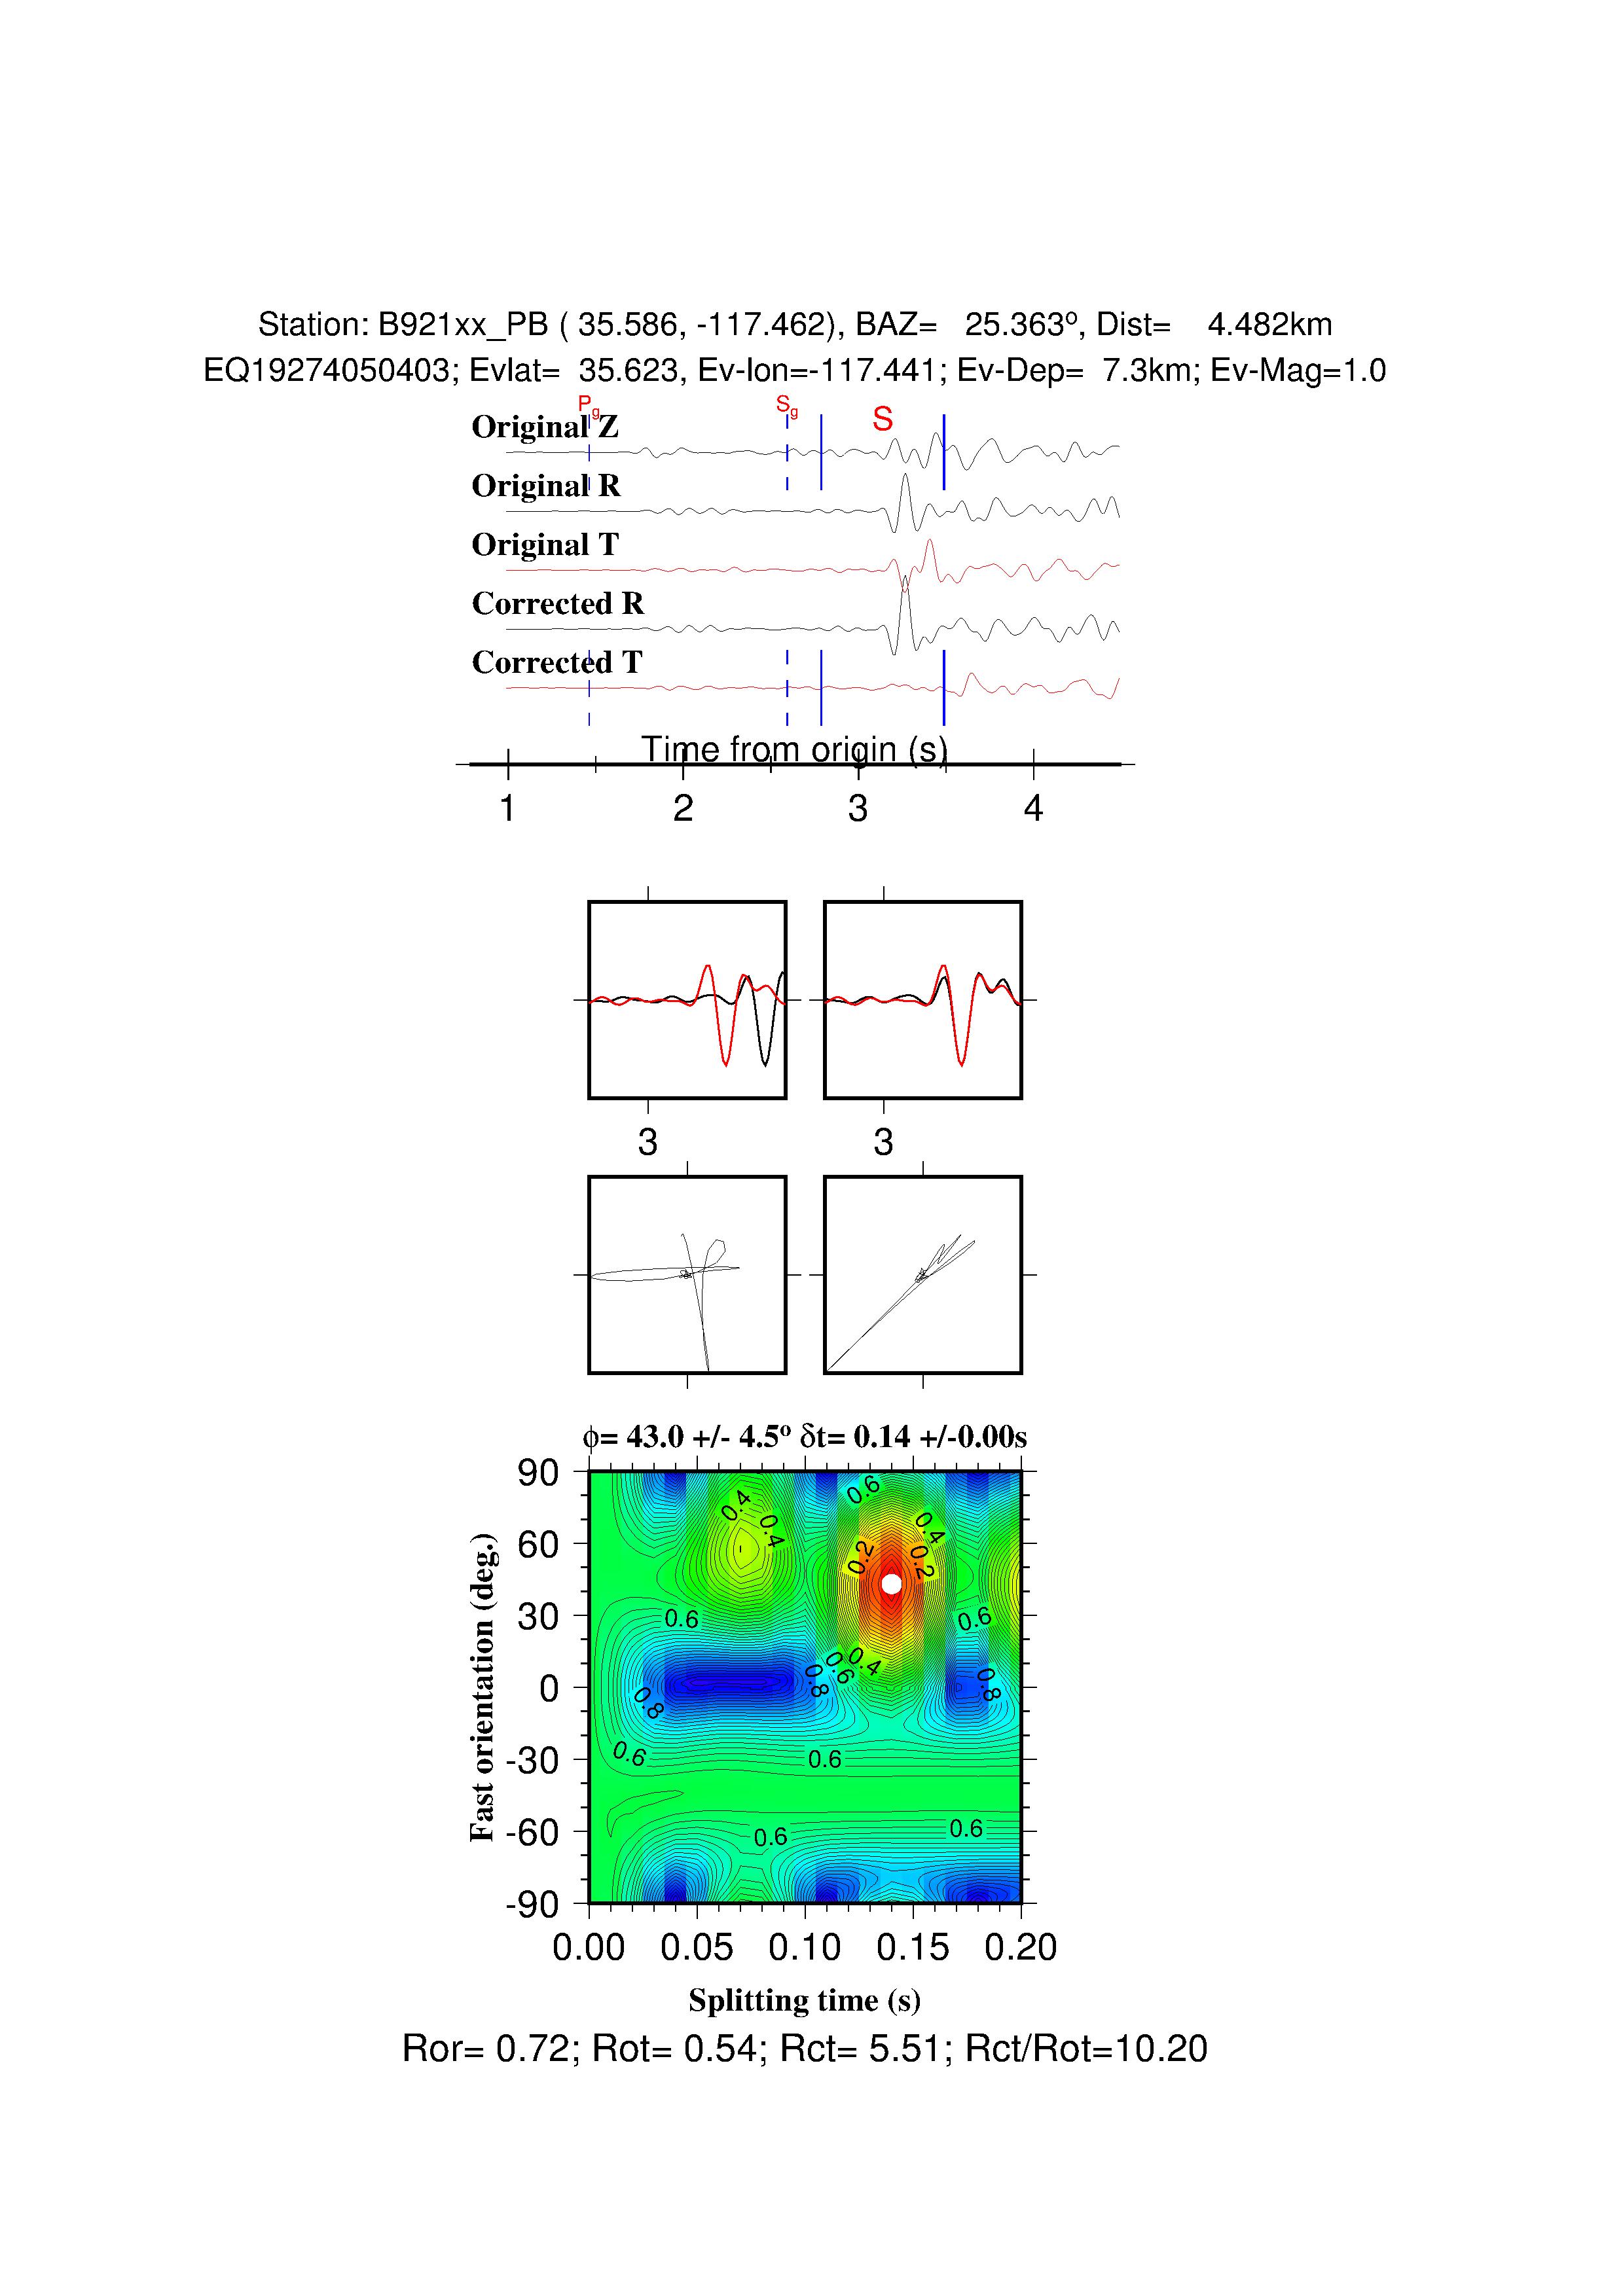 Station: B921xx_PB ( 35.586, -117.462), BAZ= 25.363º, Dist= 4.482km
EQ19274050403; Evlat= 35.623, Ev-lon=-117.441; Ev-Dep= 7.3km; Ev-Mag=1.0
Pg Sg S
Original Z
Original R
Original T
Corrected R
Corrected T
Time from origin (s)
1 2 3 4
3 3
ϕ= 43.0 +/- 4.5º δt= 0.14 +/-0.00s
Fast orientation (deg.)
90
60
30
0
-30
-60
-90
0.6
0.4
0.4
0.4
0.2
0.2
0.6
0.6
0.4
0.6
0.8
0.8
0.8
0.6
0.6
0.6
0.6
0.00 0.05 0.10 0.15 0.20
Splitting time (s)
Ror= 0.72; Rot= 0.54; Rct= 5.51; Rct/Rot=10.20